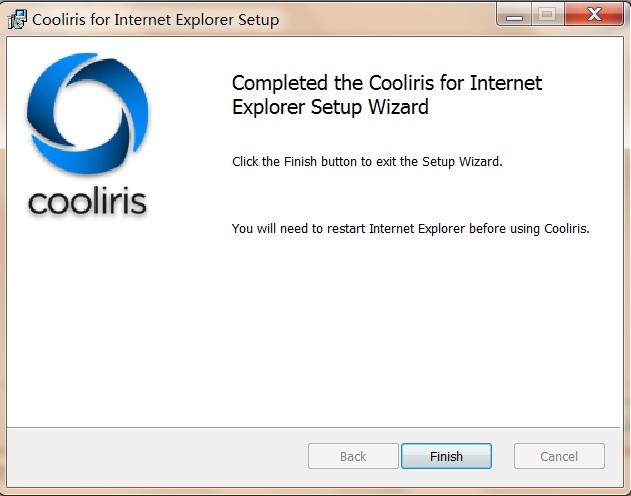 Cooliris for Internet Explorer Setup
cooliris
Completed the Cooliris for Internet
Explorer Setup Wizard
Click the Finish button to exit the Setup Wizard.
You will need to restart Internet Explorer before using Cooliris.
Back
Finish
Cancel